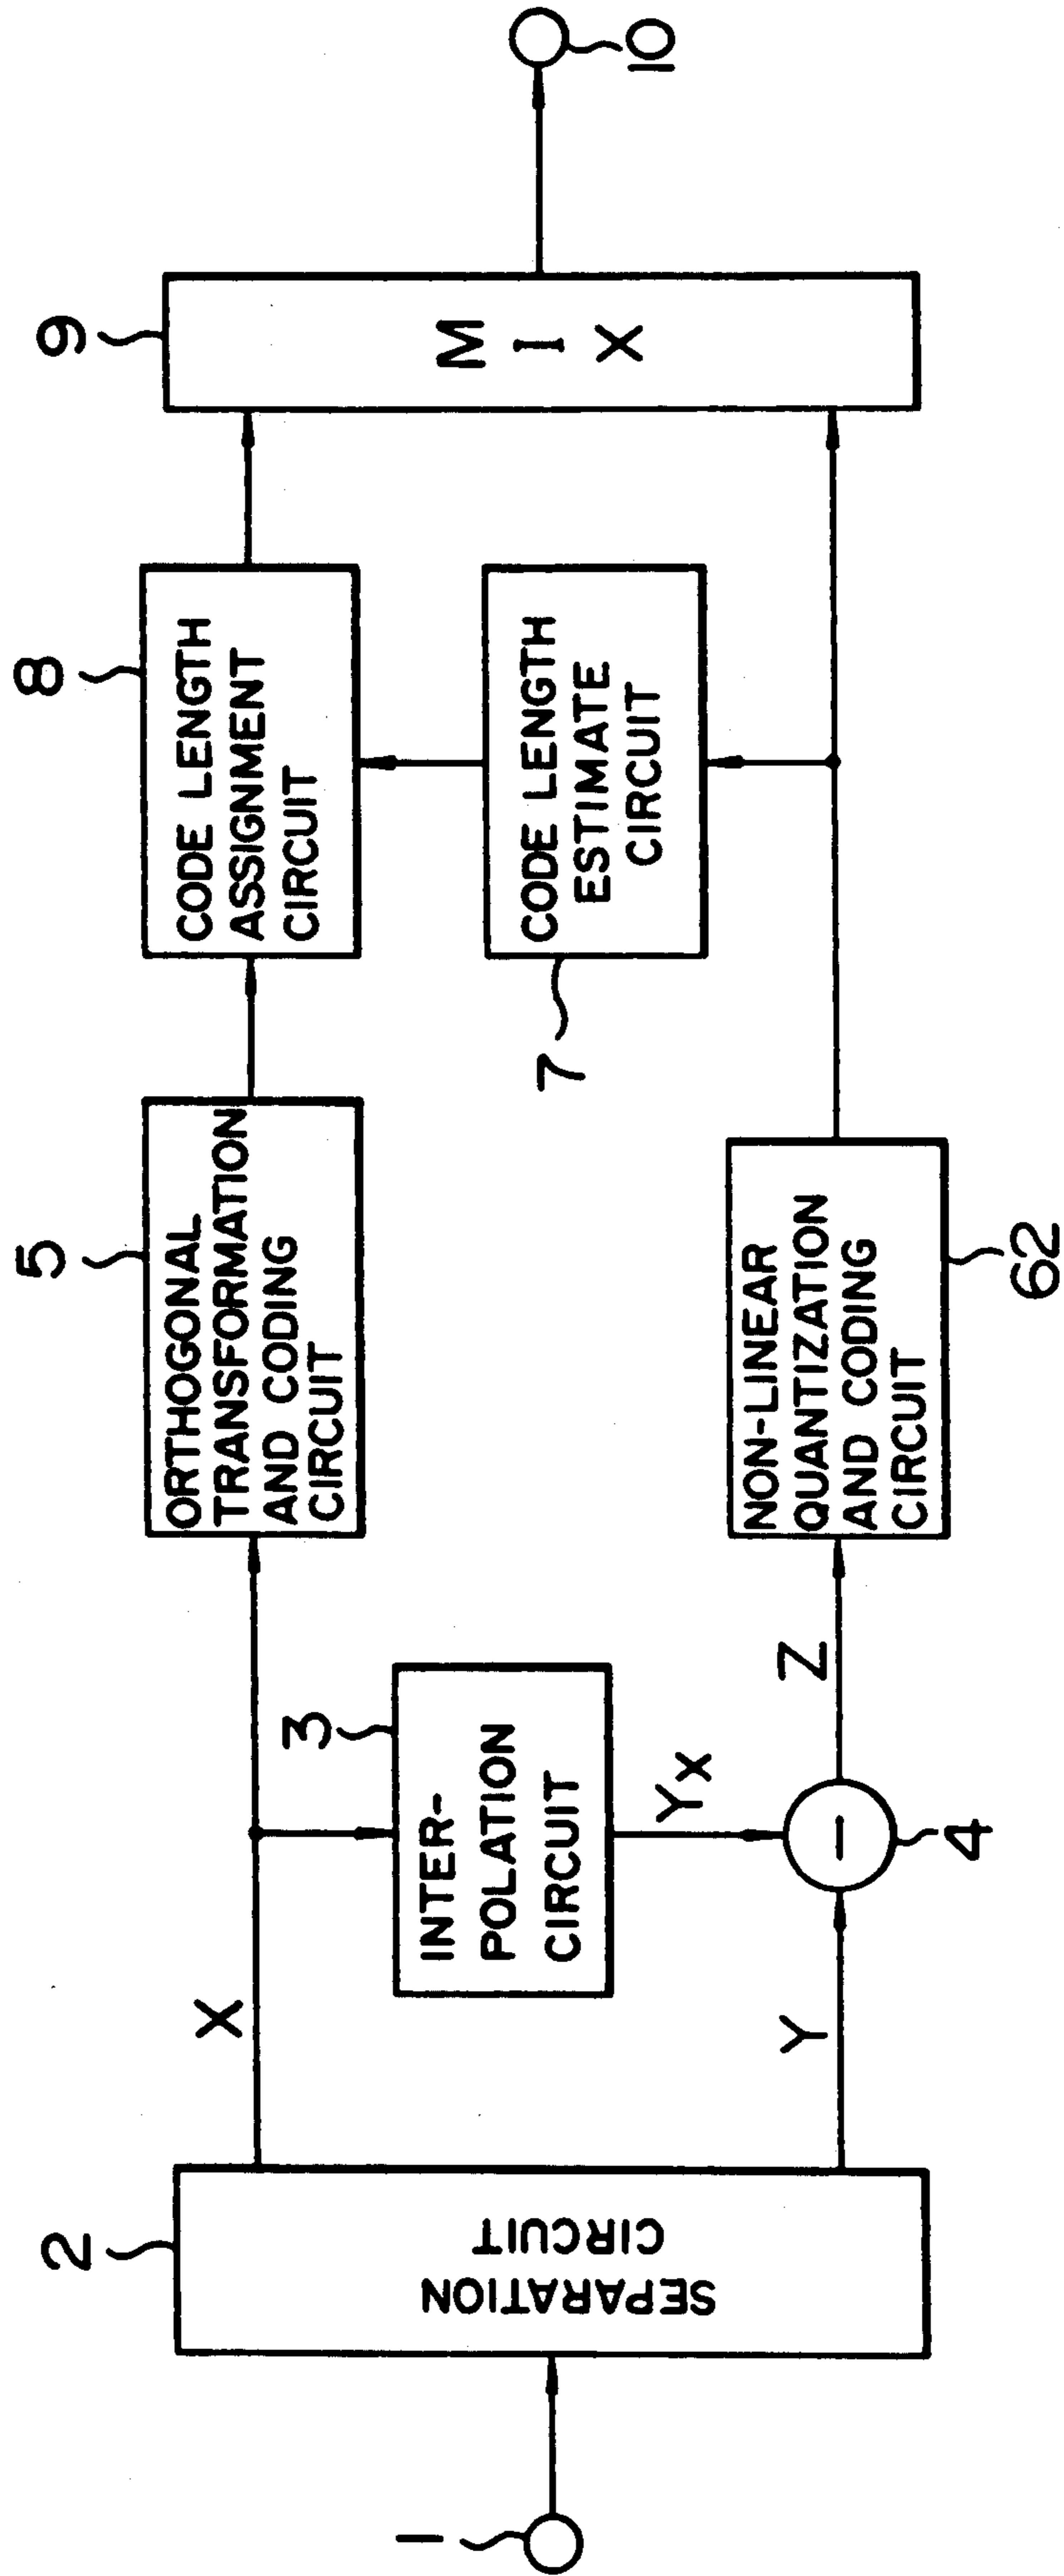 1
2
SEPARATION
CIRCUIT
X
Y
3
INTER-
POLATION
CIRCUIT
YX
4
Z
5
ORTHOGONAL
TRANSFORMATION
AND CODING
CIRCUIT
NON-LINEAR
QUANTIZATION
AND CODING
CIRCUIT
62
7
CODE LENGTH
ESTIMATE
CIRCUIT
8
CODE LENGTH
ASSIGNMENT
CIRCUIT
9
M
I
X
10